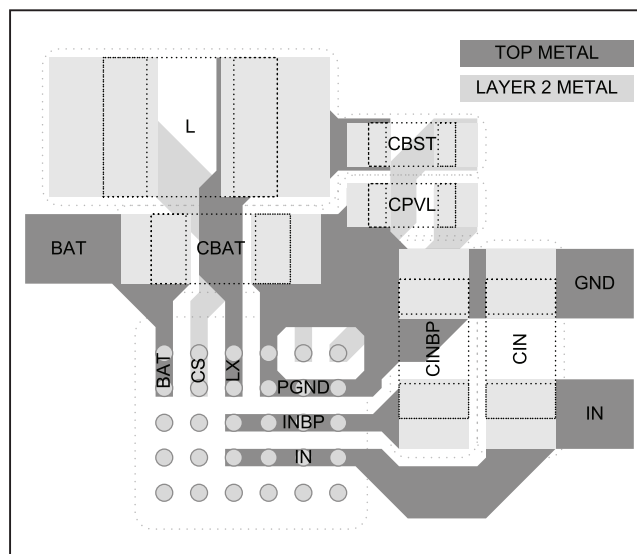 TOP METAL
LAYER 2 METAL
L
CBST
CPVL
BAT
CBAT
GND
CINBP
CIN
BAT
CS
LX
PGND
INBP
IN
IN